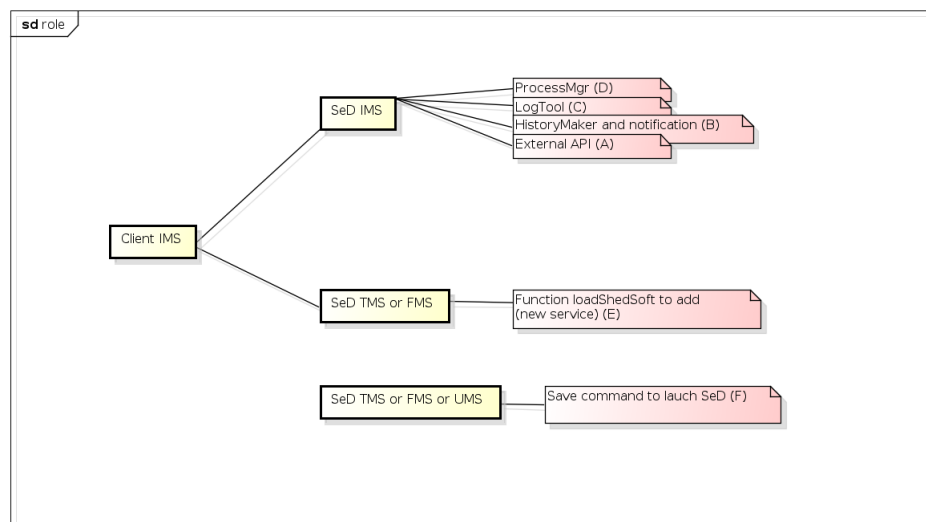 sd role
ProcessMgr (D)
SeD IMS
LogTool (C)
HistoryMaker and notification (B)
External API (A)
Client IMS
SeD TMS or FMS
Function loadShedSoft to add
(new service) (E)
SeD TMS or FMS or UMS
Save command to lauch SeD (F)